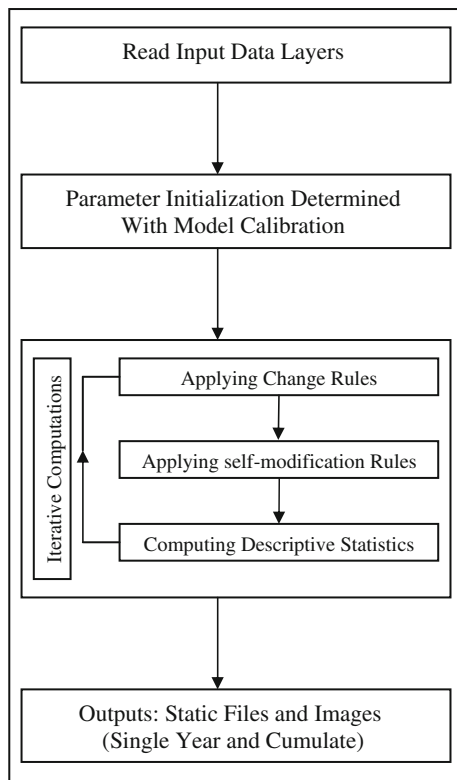 Read Input Data Layers
Parameter Initialization Determined
With Model Calibration
Iterative Computations
Applying Change Rules
Applying self-modification Rules
Computing Descriptive Statistics
Outputs: Static Files and Images
(Single Year and Cumulate)